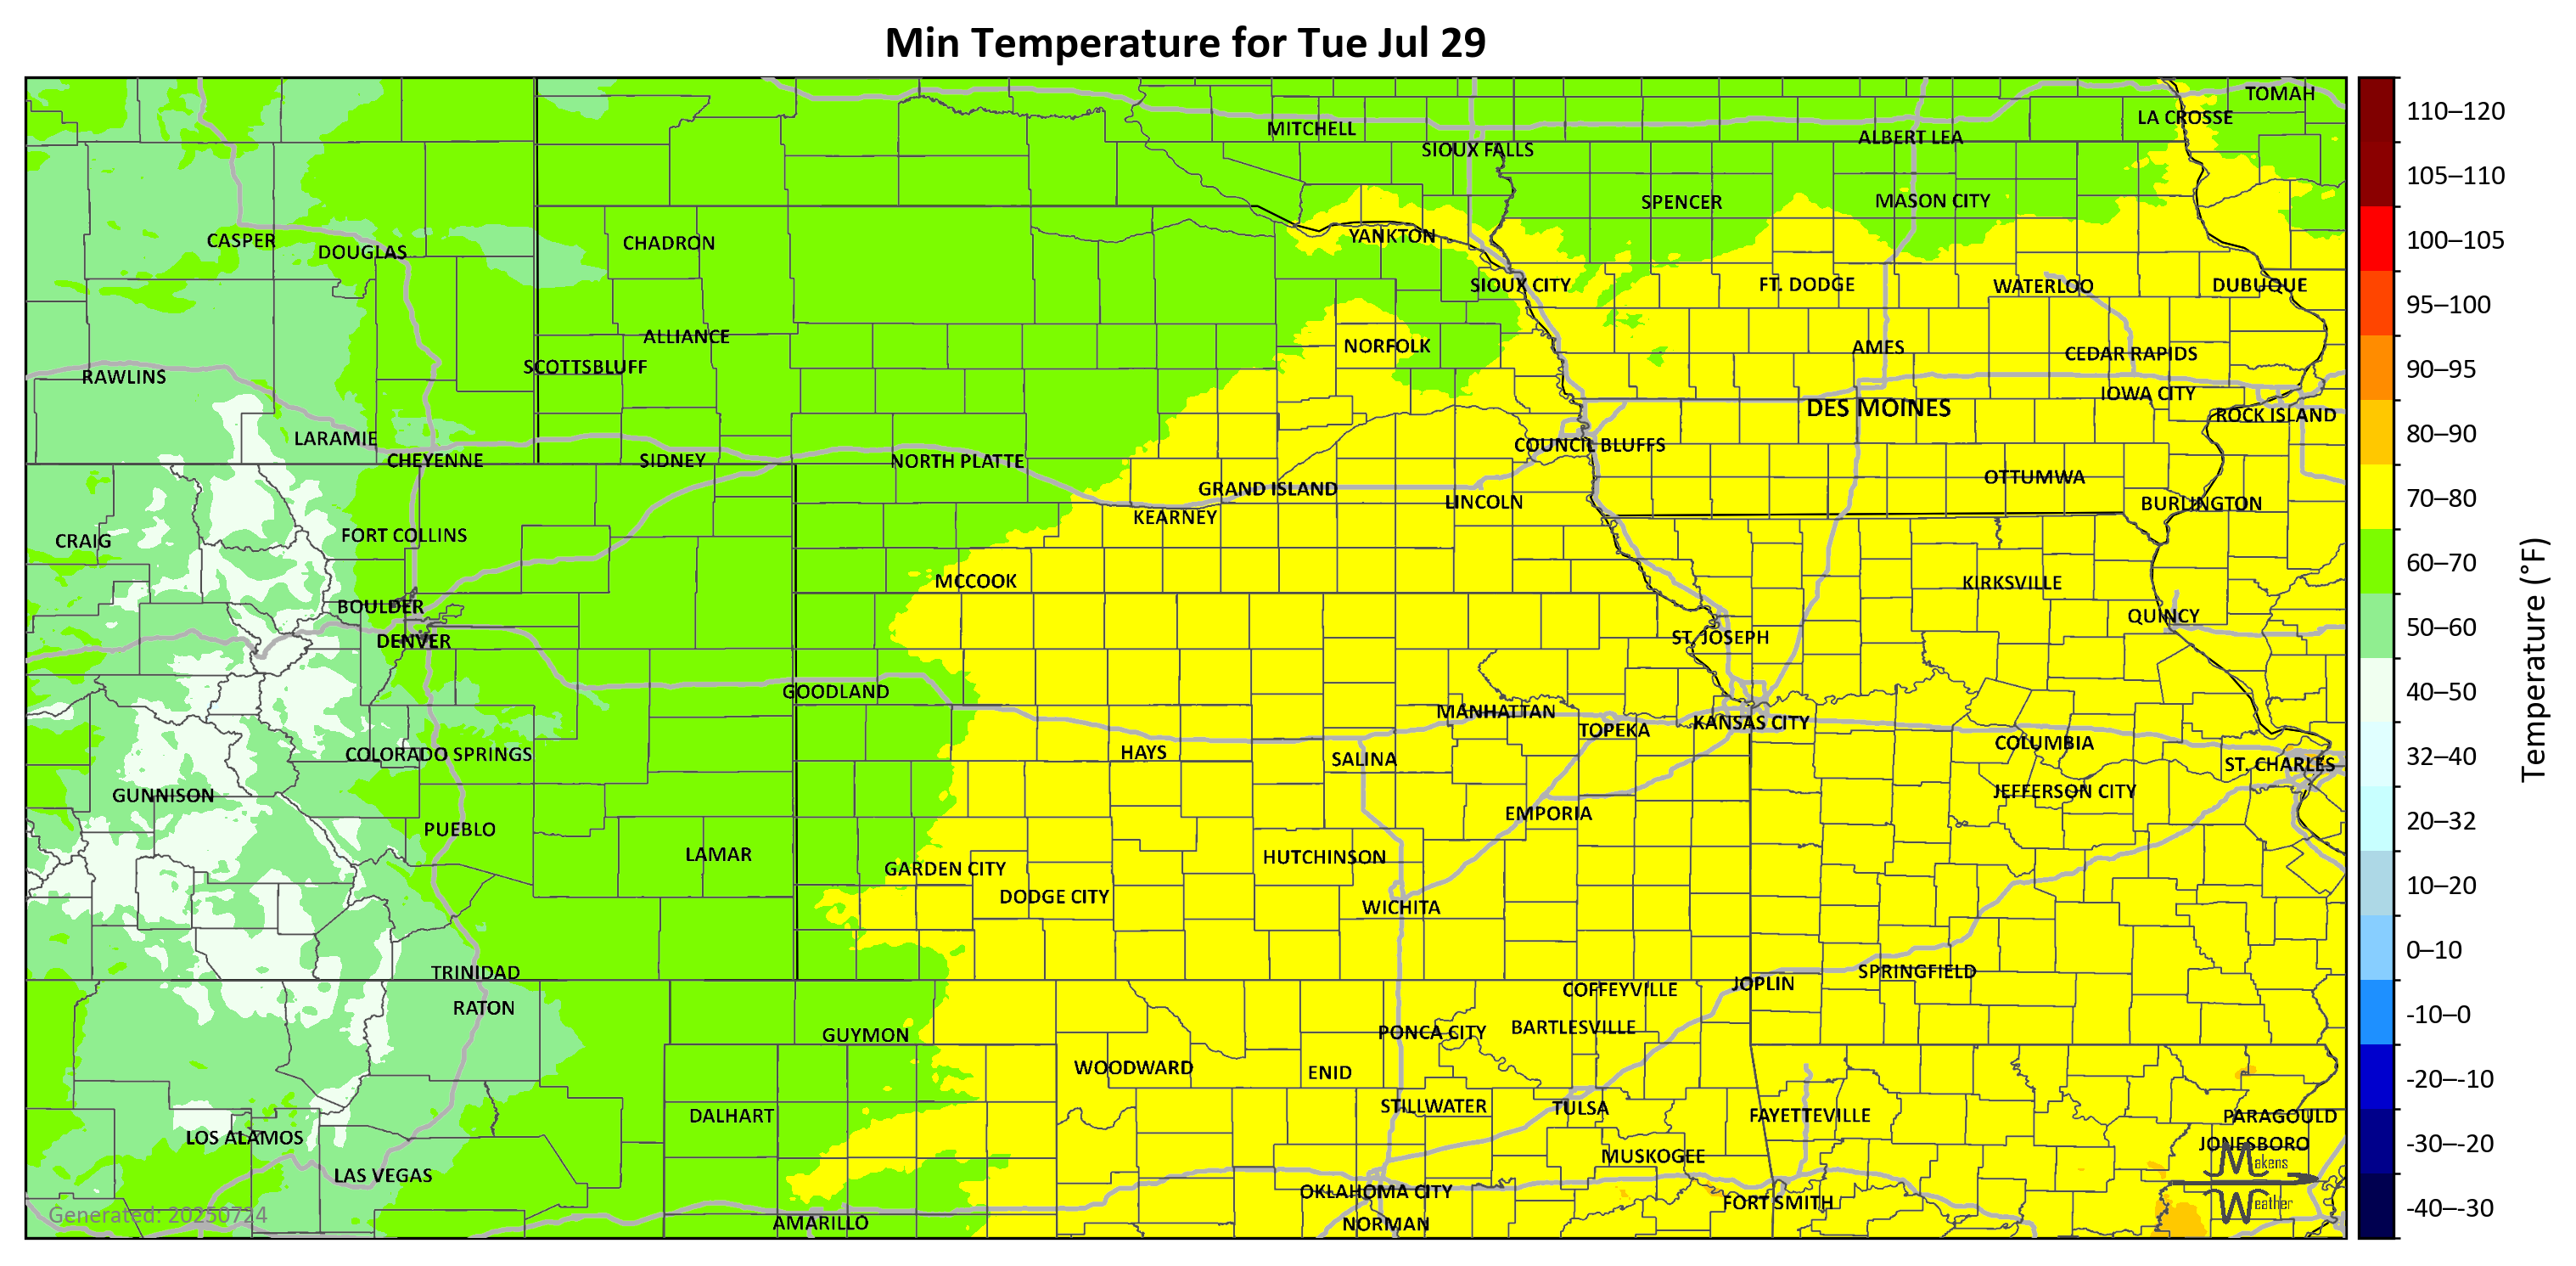 Min Temperature for Tue Jul 29
TOMAH
LA CROSSE
MITCHELL
ALBERT LEA
SIOUX FALLS
SPENCER
MASON CITY
CASPER
DOUGLAS
CHADRON
YANKTON
SIOUX CITY
FT. DODGE
WATERLOO
DUBUQUE
ALLIANCE
NORFOLK
AMES
CEDAR RAPIDS
SCOTTSBLUFF
RAWLINS
IOWA CITY
DES MOINES
ROCK ISLAND
LARAMIE
COUNCIL BLUFFS
CHEYENNE
SIDNEY
NORTH PLATTE
OTTUMWA
GRAND ISLAND
LINCOLN
BURLINGTON
KEARNEY
FORT COLLINS
CRAIG
MCCOOK
KIRKSVILLE
BOULDER
QUINCY
DENVER
ST. JOSEPH
GOODLAND
MANHATTAN
KANSAS CITY
TOPEKA
COLUMBIA
HAYS
COLORADO SPRINGS
SALINA
ST. CHARLES
GUNNISON
JEFFERSON CITY
EMPORIA
PUEBLO
LAMAR
HUTCHINSON
GARDEN CITY
DODGE CITY
WICHITA
TRINIDAD
SPRINGFIELD
JOPLIN
COFFEYVILLE
RATON
BARTLESVILLE
PONCA CITY
GUYMON
WOODWARD
ENID
STILLWATER
TULSA
DALHART
FAYETTEVILLE
PARAGOULD
LOS ALAMOS
JONESBORO
MUSKOGEE
LAS VEGAS
OKLAHOMA CITY
FORT SMITH
AMARILLO
NORMAN
Makens
Weather
Generated: 20250724
110–120
105–110
100–105
95–100
90–95
80–90
70–80
60–70
50–60
40–50
32–40
20–32
10–20
0–10
-10–0
-20–-10
-30–-20
-40–-30
Temperature (°F)